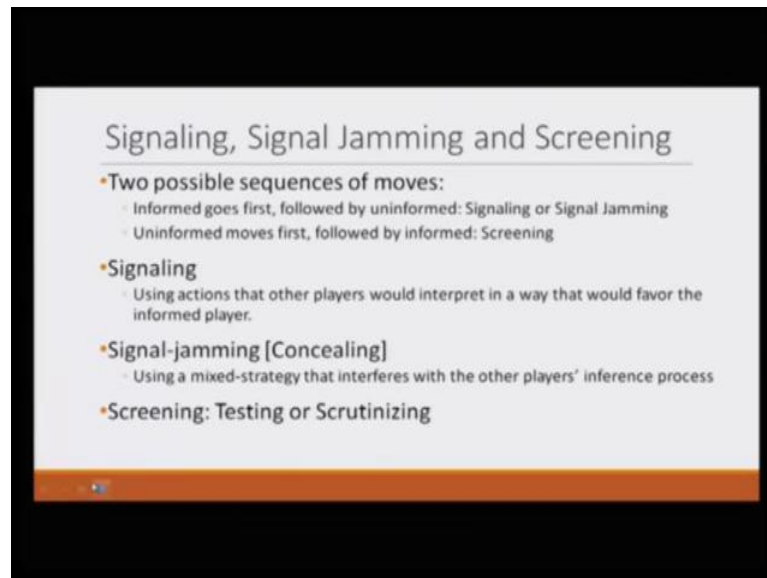 Signaling, Signal Jamming and Screening
•Two possible sequences of moves:
Informed goes first, followed by uninformed: Signaling or Signal Jamming
Uninformed moves first, followed by informed: Screening
•Signaling
Using actions that other players would interpret in a way that would favor the
informed player.
•Signal-jamming [Concealing]
Using a mixed-strategy that interferes with the other players' inference process
•Screening: Testing or Scrutinizing